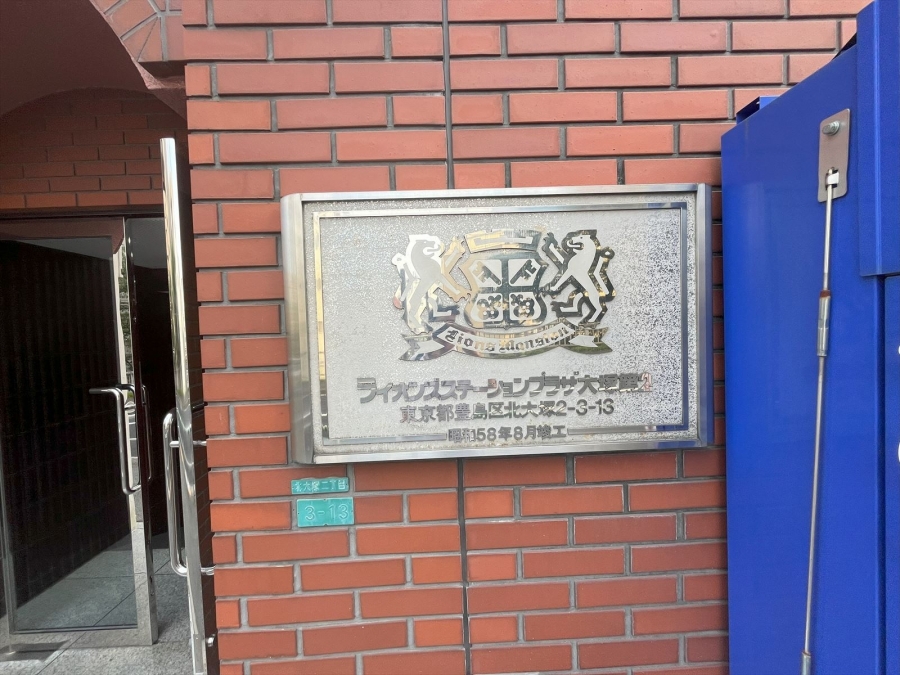 Lions Mansion
ライオンズステーションプラザ大塚第1
東京都豊島区北大塚2-3-13
昭和58年8月竣工
北大塚二丁目
3-13